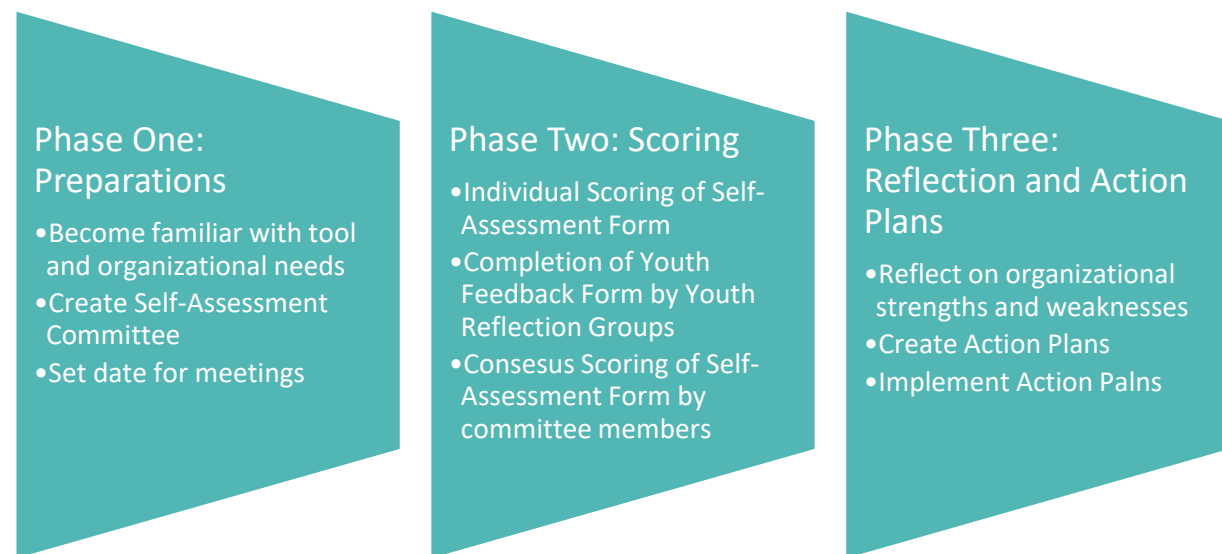 Phase One:
Preparations
•Become familiar with tool
and organizational needs
•Create Self-Assessment
Committee
•Set date for meetings
Phase Two: Scoring
•Individual Scoring of Self-
Assessment Form
•Completion of Youth
Feedback Form by Youth
Reflection Groups
•Consesus Scoring of Self-
Assessment Form by
committee members
Phase Three:
Reflection and Action
Plans
•Reflect on organizational
strengths and weaknesses
•Create Action Plans
•Implement Action Palns